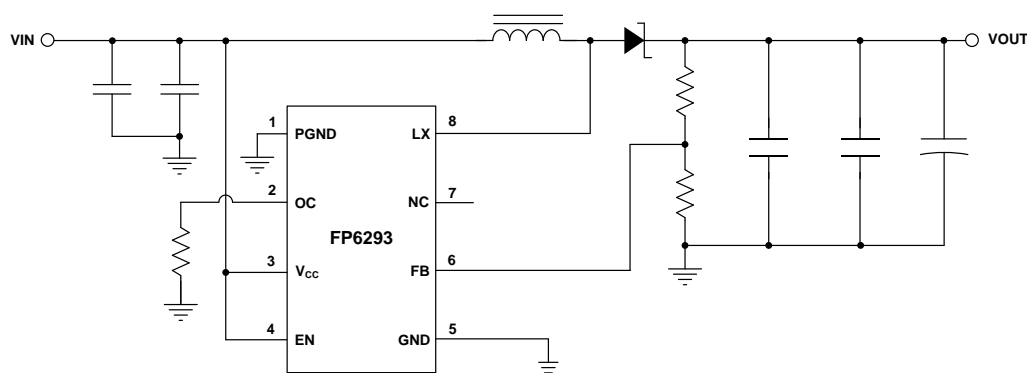 VIN
VOUT
1
PGND
LX
8
2
OC
NC
7
FP6293
3
VCC
FB
6
4
EN
GND
5